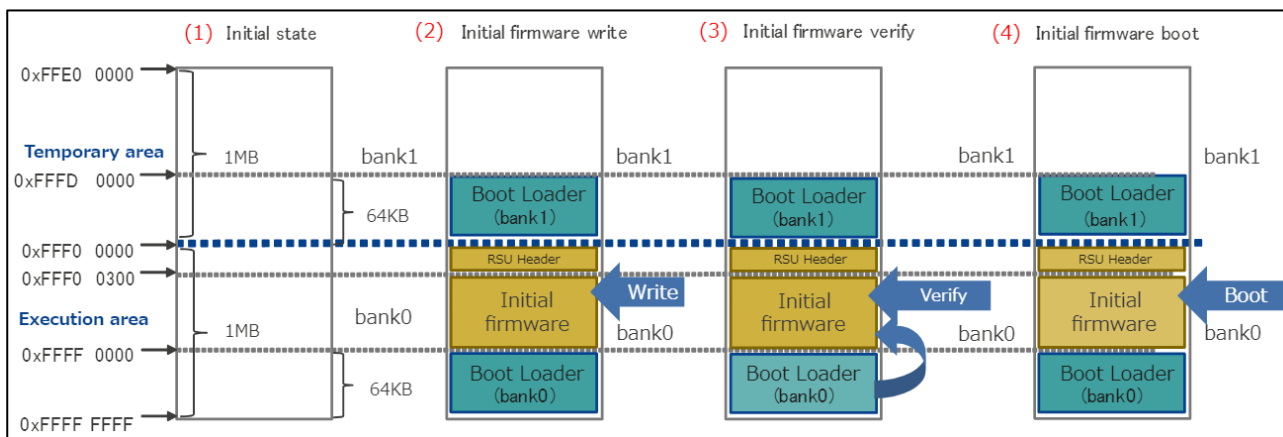 (1) Initial state
(2) Initial firmware write
(3) Initial firmware verify
(4) Initial firmware boot
0xFFE0 0000
Temporary area
1MB
bank1
bank1
bank1
bank1
0xFFFD 0000
64KB
Boot Loader
(bank1)
Boot Loader
(bank1)
Boot Loader
(bank1)
0xFFF0 0000
RSU Header
RSU Header
RSU Header
0xFFF0 0300
Initial
firmware
Write
Initial
firmware
Verify
Initial
firmware
Boot
Execution area
1MB
bank0
bank0
bank0
bank0
0xFFFF 0000
64KB
Boot Loader
(bank0)
Boot Loader
(bank0)
Boot Loader
(bank0)
0xFFFF FFFF